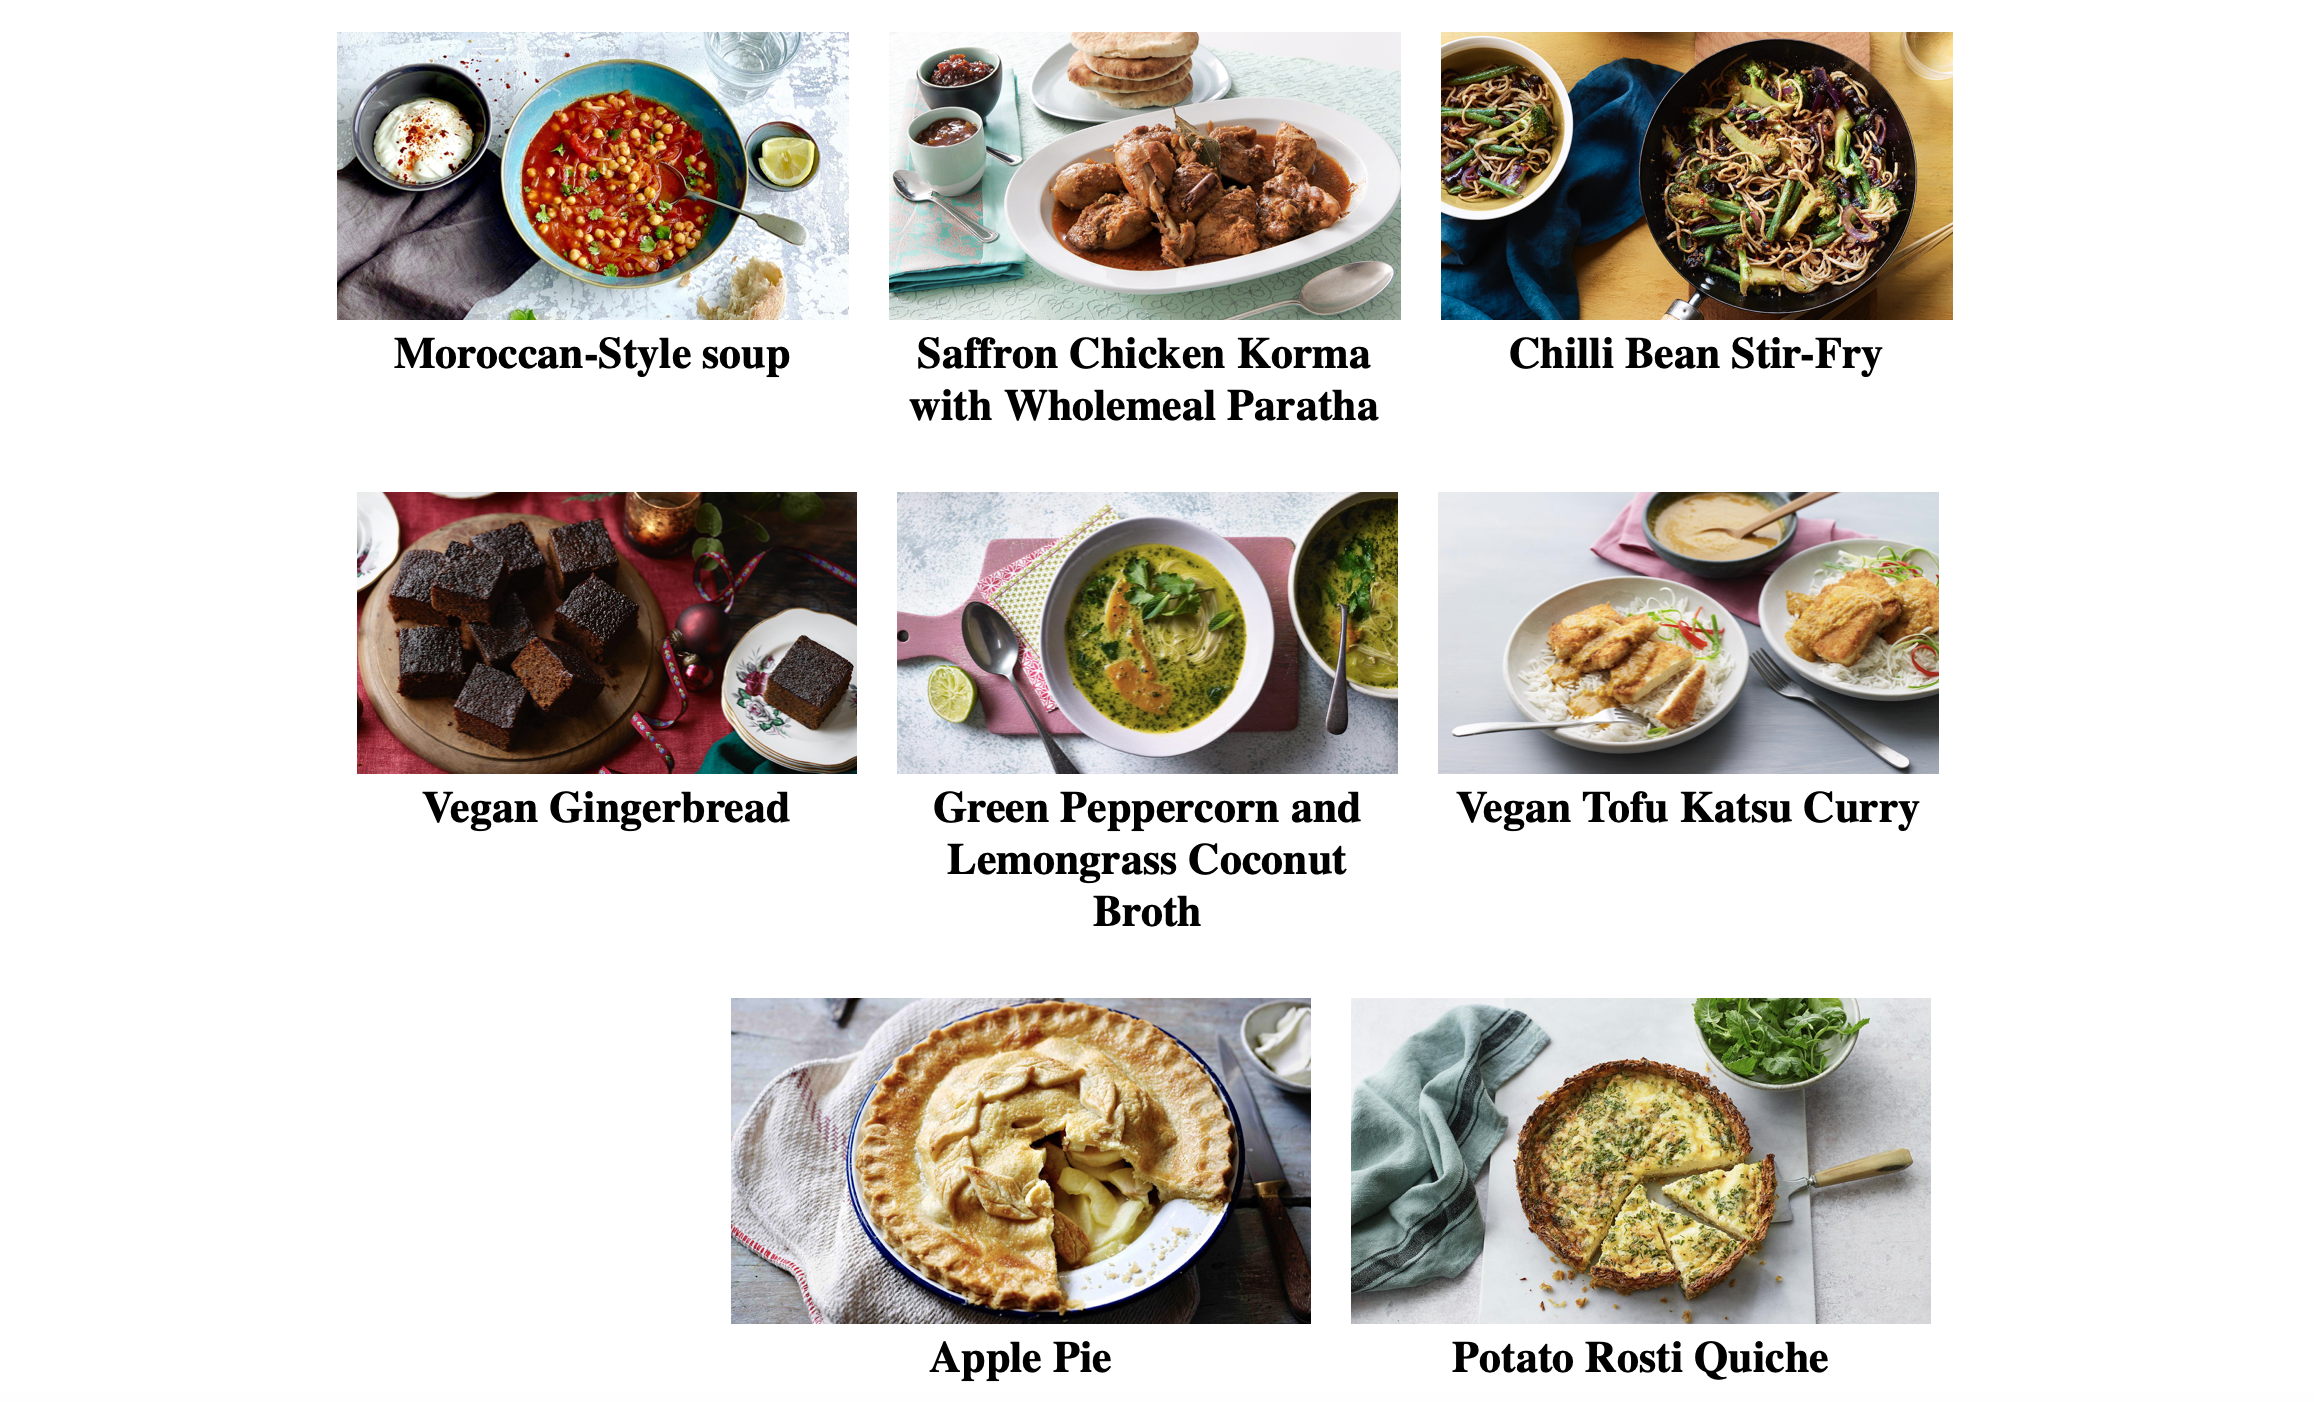 Moroccan-Style soup
Saffron Chicken Korma
with Wholemeal Paratha
Chilli Bean Stir-Fry
Vegan Gingerbread
Green Peppercorn and
Lemongrass Coconut
Broth
Vegan Tofu Katsu Curry
Apple Pie
Potato Rosti Quiche